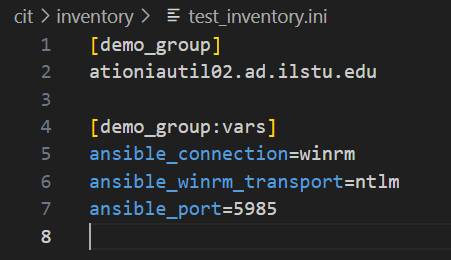 cit > inventory > test_inventory.ini
1 [demo_group]
2 ationiautil02.ad.ilstu.edu
3
4 [demo_group:vars]
5 ansible_connection=winrm
6 ansible_winrm_transport=ntlm
7 ansible_port=5985
8